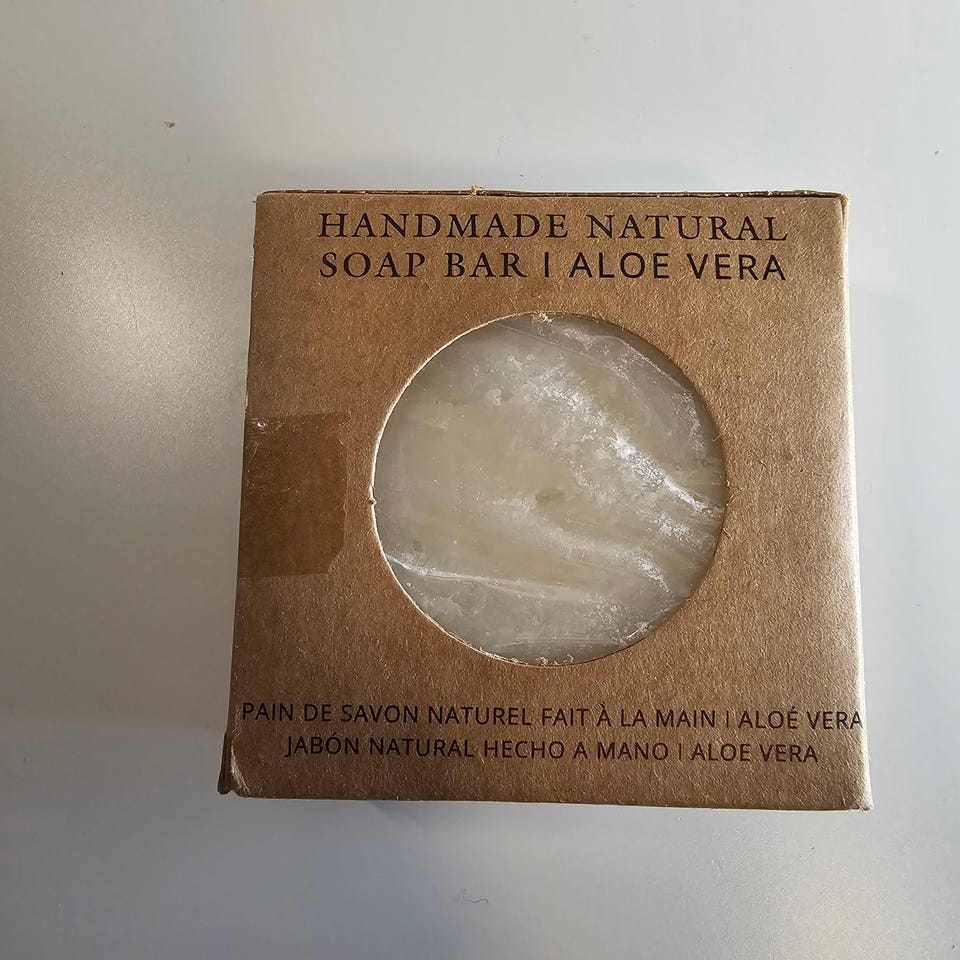 HANDMADE NATURAL
SOAP BAR | ALOE VERA
PAIN DE SAVON NATUREL FAIT À LA MAIN | ALOÉ VERA
JABÓN NATURAL HECHO A MANO | ALOE VERA